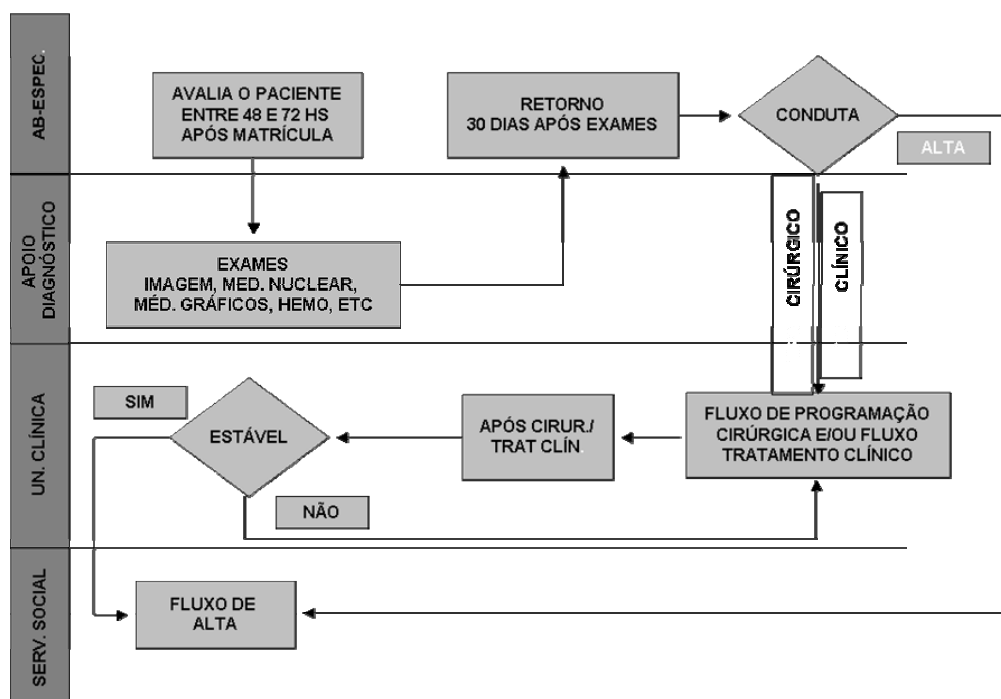 AB-ESPEC.
AVALIA O PACIENTE
ENTRE 48 E 72 HS
APÓS MATRÍCULA
RETORNO
30 DIAS APÓS EXAMES
CONDUTA
ALTA
APOIO
DIAGNÓSTICO
EXAMES
IMAGEM, MED. NUCLEAR,
MÉD. GRÁFICOS, HEMO, ETC
CIRÚRGICO
CLÍNICO
UN. CLÍNICA
SIM
ESTÁVEL
NÃO
APÓS CIRUR./
TRAT CLÍN.
FLUXO DE PROGRAMAÇÃO
CIRÚRGICA E/OU FLUXO
TRATAMENTO CLÍNICO
SERV. SOCIAL
FLUXO DE
ALTA